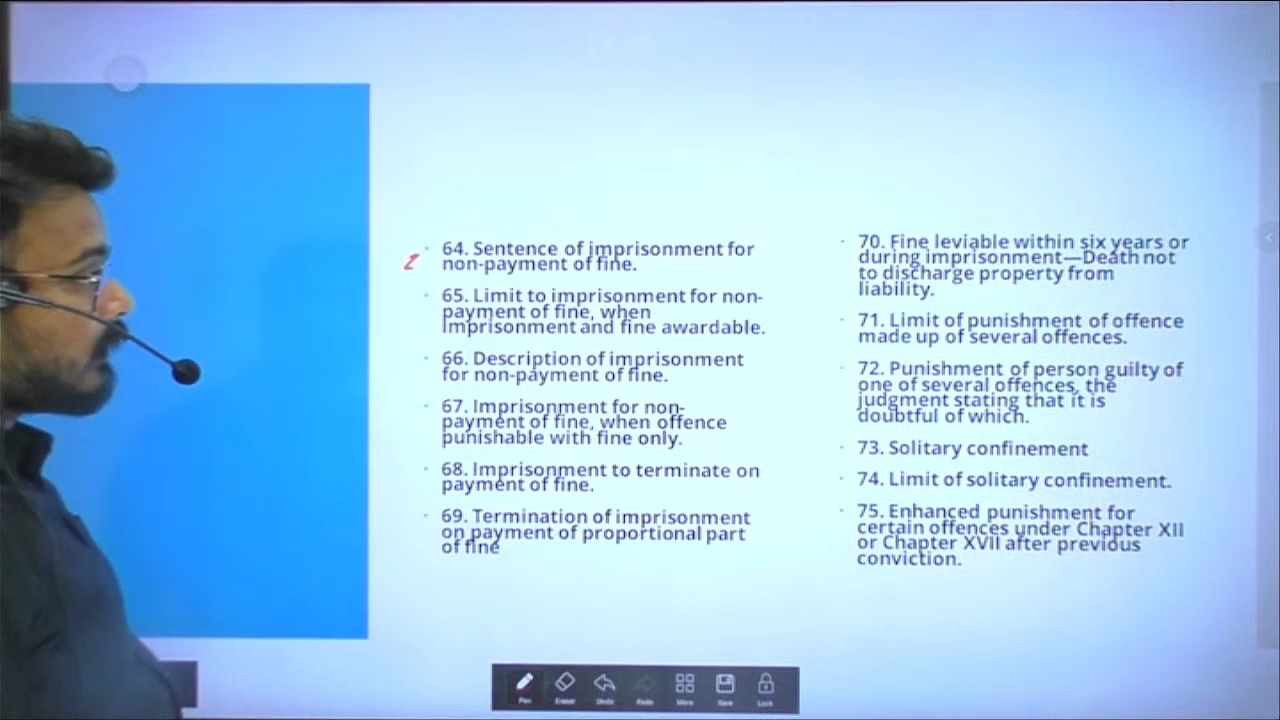 64. Sentence of imprisonment for
non-payment of fine.
65. Limit to imprisonment for non-
payment of fine, when
imprisonment and fine awardable.
66. Description of imprisonment
for non-payment of fine.
67. Imprisonment for non-
payment of fine, when offence
punishable with fine only.
68. Imprisonment to terminate on
payment of fine.
69. Termination of imprisonment
on payment of proportional part
of fine
70. Fine leviable within six years or
during imprisonment—Death not
to discharge property from
liability.
71. Limit of punishment of offence
made up of several offences.
72. Punishment of person guilty of
one of several offences, the
judgment stating that it is
doubtful of which.
73. Solitary confinement
74. Limit of solitary confinement.
75. Enhanced punishment for
certain offences under Chapter XII
or Chapter XVII after previous
conviction.
Pen Eraser Undo Redo More Save Lock